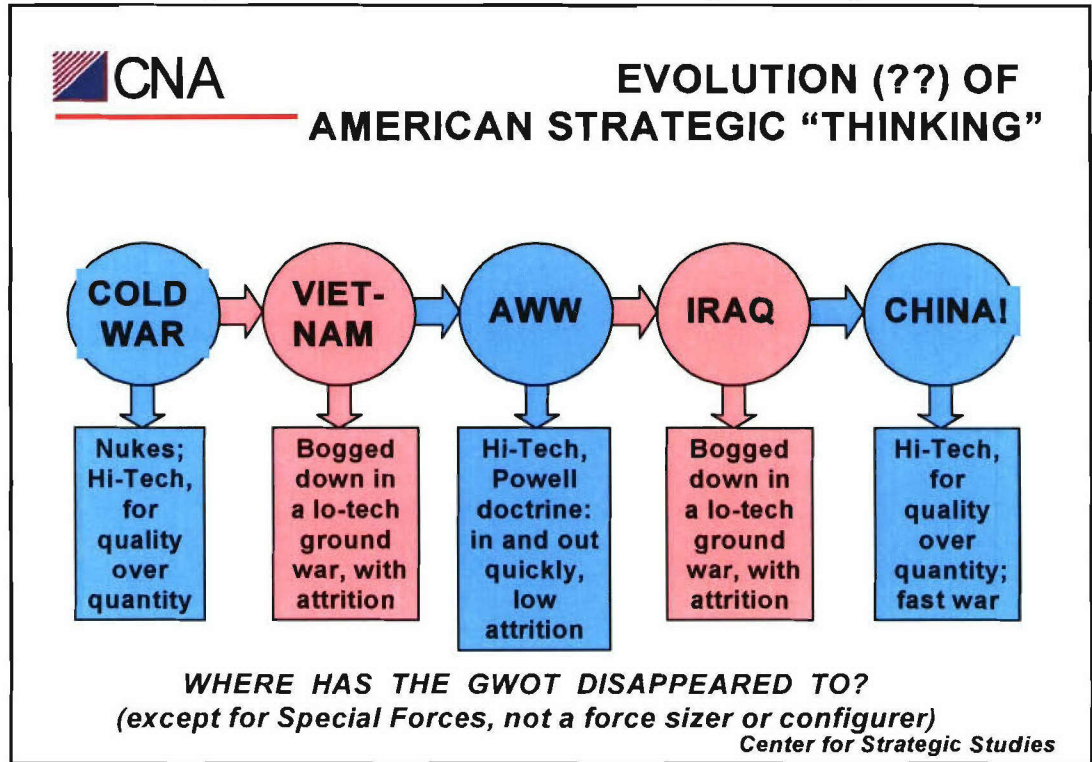 CNA
EVOLUTION (??) OF
AMERICAN STRATEGIC “THINKING”
COLD
WAR
VIET-
NAM
AWW
IRAQ
CHINA!
Nukes;
Hi-Tech,
for
quality
over
quantity
Bogged
down in
a lo-tech
ground
war, with
attrition
Hi-Tech,
Powell
doctrine:
in and out
quickly,
low
attrition
Bogged
down in
a lo-tech
ground
war, with
attrition
Hi-Tech,
for
quality
over
quantity;
fast war
WHERE HAS THE GWOT DISAPPEARED TO?
(except for Special Forces, not a force sizer or configurer)
Center for Strategic Studies